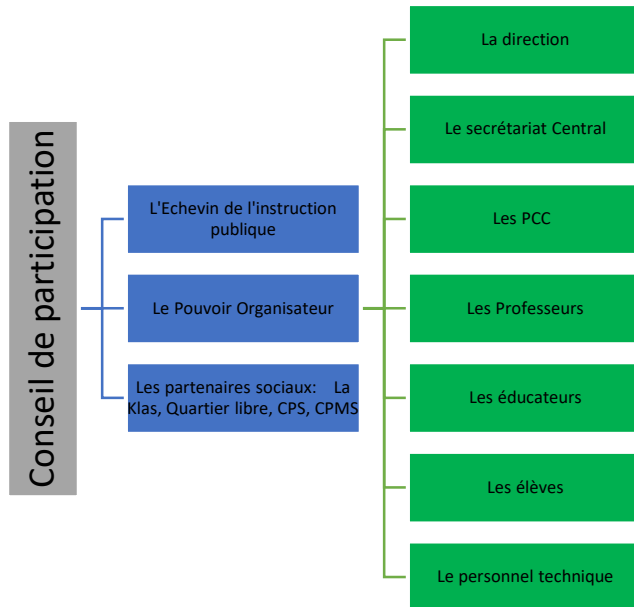 Conseil de participation
L'Echevin de l'instruction
publique
Le Pouvoir Organisateur
Les partenaires sociaux: La
Klas, Quartier libre, CPS, CPMS
La direction
Le secrétariat Central
Les PCC
Les Professeurs
Les éducateurs
Les élèves
Le personnel technique